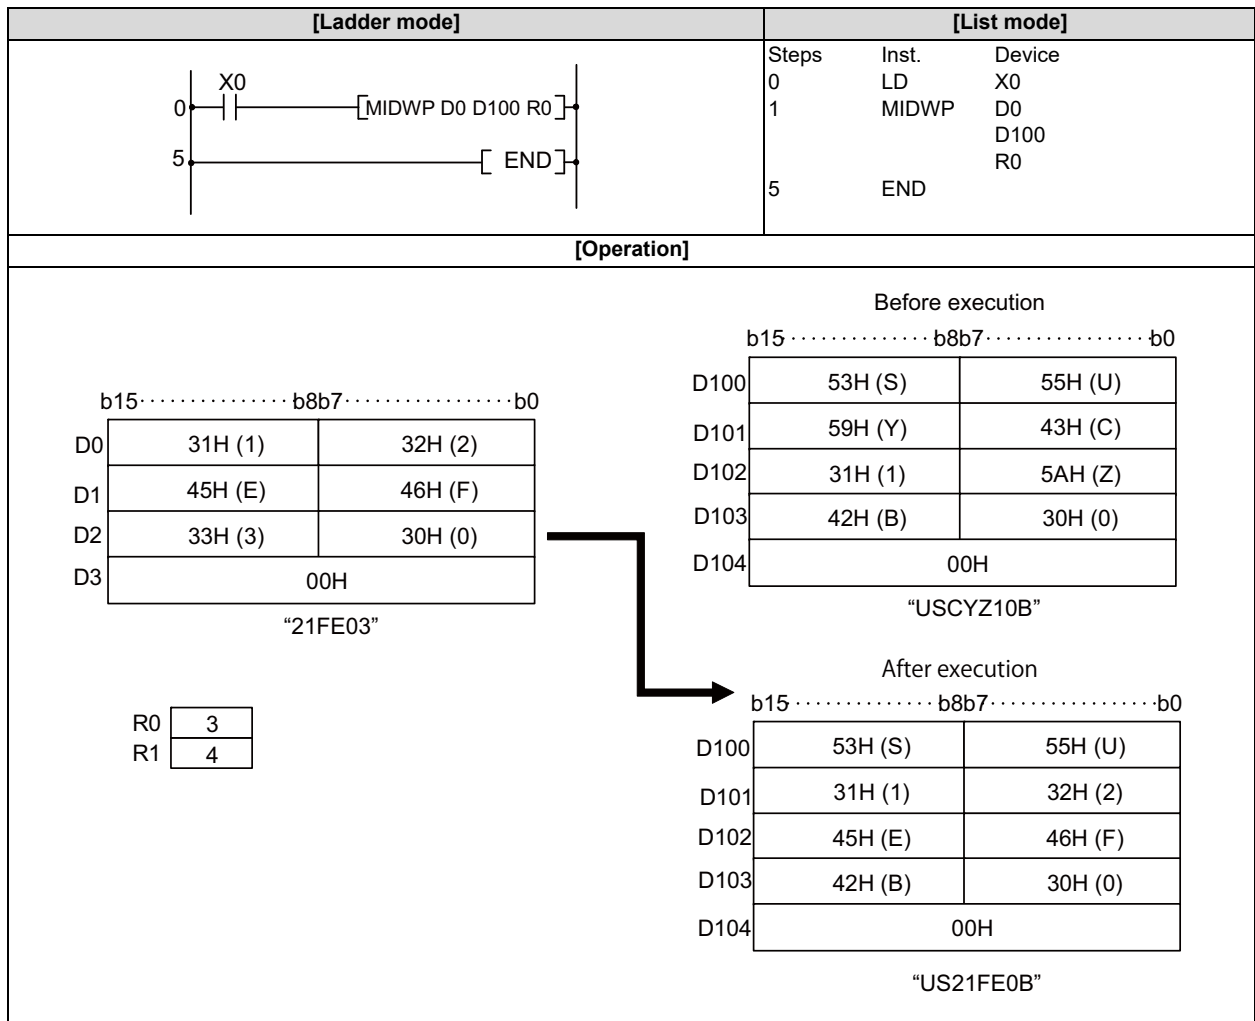 [Ladder mode] [List mode]
Steps Inst. Device
0 LD X0
1 MIDWP D0
D100
R0
5 END
X0
0 [MIDWP D0 D100 R0]
5 [ END]
[Operation]
Before execution
b15 b8b7 b0
D100 53H (S) 55H (U)
D101 59H (Y) 43H (C)
D102 31H (1) 5AH (Z)
D103 42H (B) 30H (0)
D104 00H
“USCYZ10B”
b15 b8b7 b0
D0 31H (1) 32H (2)
D1 45H (E) 46H (F)
D2 33H (3) 30H (0)
D3 00H
“21FE03”
R0 3
R1 4
After execution
b15 b8b7 b0
D100 53H (S) 55H (U)
D101 31H (1) 32H (2)
D102 45H (E) 46H (F)
D103 42H (B) 30H (0)
D104 00H
“US21FE0B”